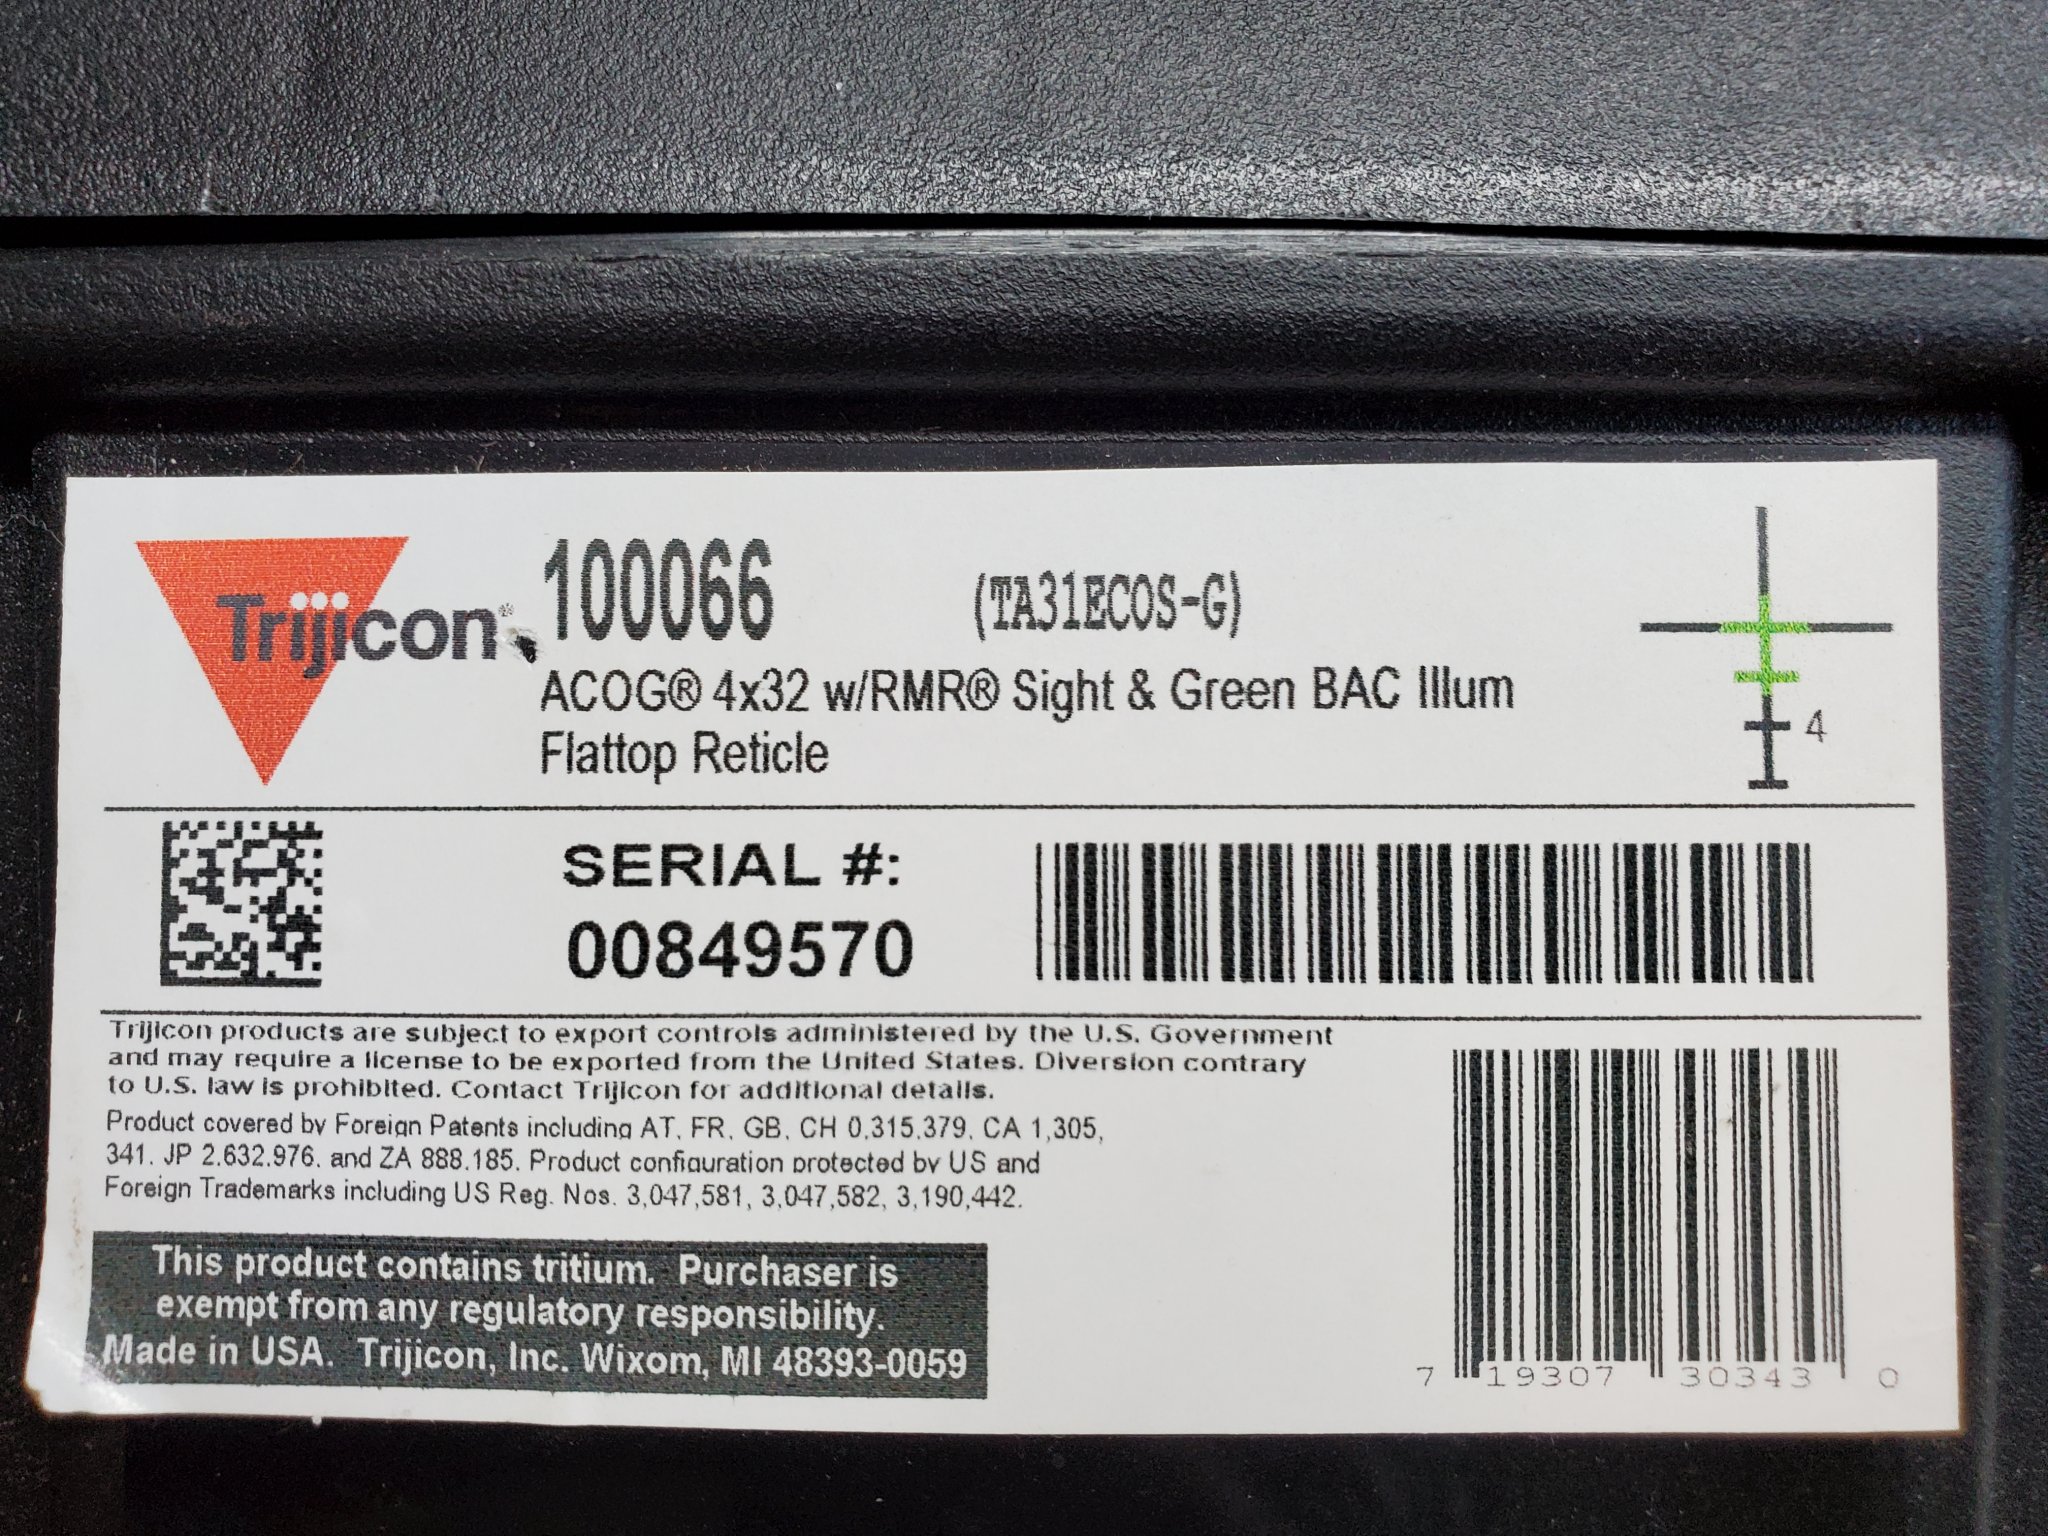 Trijicon®
100066 (TA31ECOS-G)
ACOG® 4x32 w/RMR® Sight & Green BAC Illum
Flattop Reticle
4
SERIAL #:
00849570
Trijicon products are subject to export controls administered by the U.S. Government
and may require a license to be exported from the United States. Diversion contrary
to U.S. law is prohibited. Contact Trijicon for additional details.
Product covered by Foreign Patents including AT, FR, GB, CH 0,315,379, CA 1,305,
341, JP 2,632,976, and ZA 888,185. Product configuration protected by US and
Foreign Trademarks including US Reg. Nos. 3,047,581, 3,047,582, 3,190,442.
This product contains tritium. Purchaser is
exempt from any regulatory responsibility.
Made in USA. Trijicon, Inc. Wixom, MI 48393-0059
7 19307 30343 0